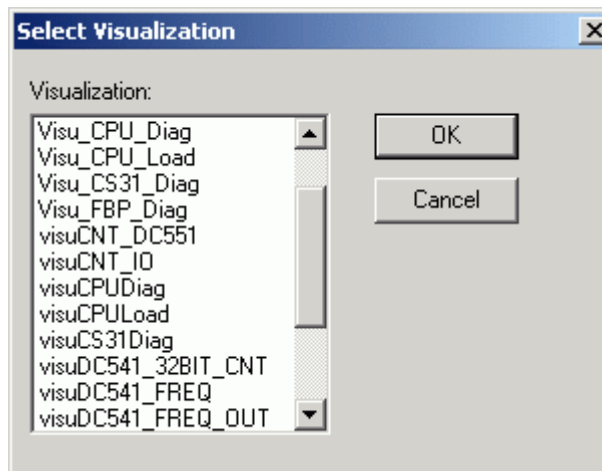 Select Visualization
Visualization:
Visu_CPU_Diag
Visu_CPU_Load
Visu_CS31_Diag
Visu_FBP_Diag
visuCNT_DC551
visuCNT_IO
visuCPUDiag
visuCPULoad
visuCS31Diag
visuDC541_32BIT_CNT
visuDC541_FREQ
visuDC541_FREQ_OUT
OK
Cancel